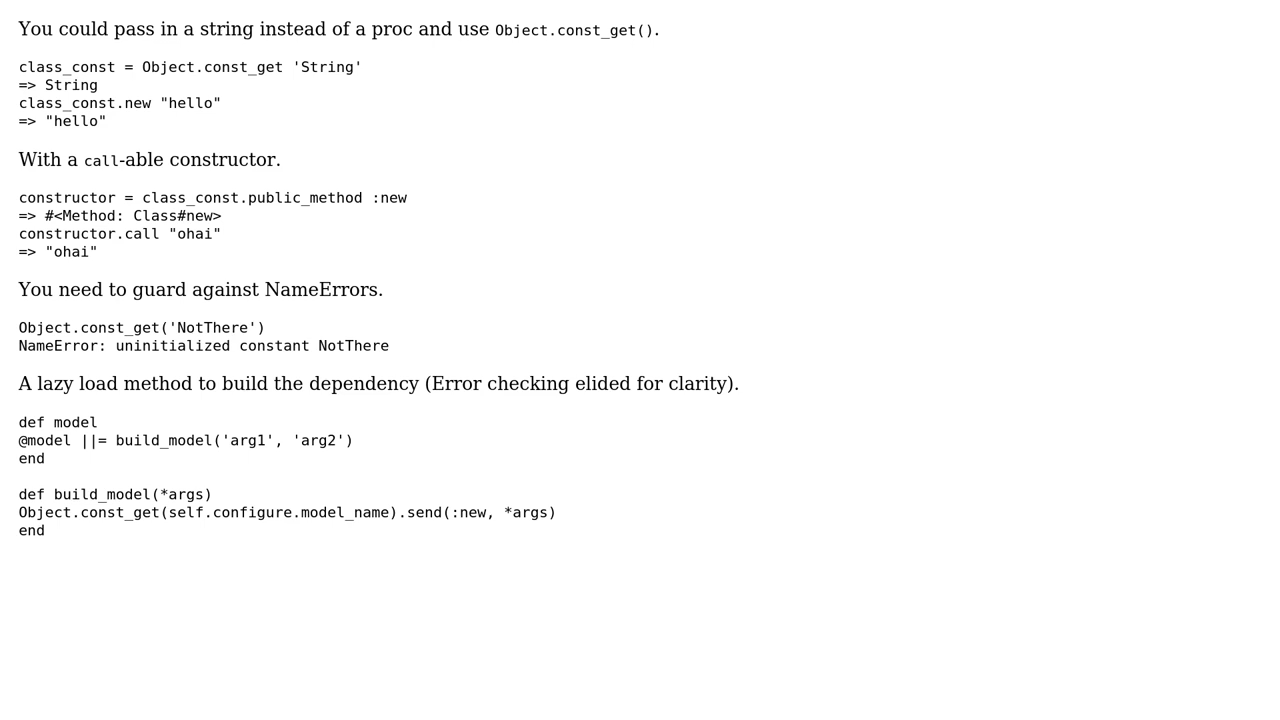 You could pass in a string instead of a proc and use Object.const_get().
class_const = Object.const_get 'String'
=> String
class_const.new "hello"
=> "hello"
With a call-able constructor.
constructor = class_const.public_method :new
=> #<Method: Class#new>
constructor.call "ohai"
=> "ohai"
You need to guard against NameErrors.
Object.const_get('NotThere')
NameError: uninitialized constant NotThere
A lazy load method to build the dependency (Error checking elided for clarity).
def model
@model ||= build_model('arg1', 'arg2')
end
def build_model(*args)
Object.const_get(self.configure.model_name).send(:new, *args)
end